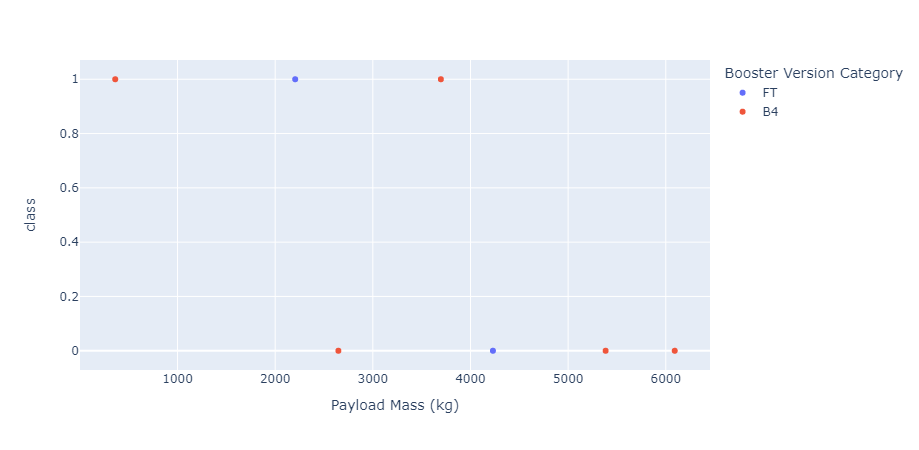 Booster Version Category
FT
B4
1
0.8
0.6
0.4
0.2
0
class
1000 2000 3000 4000 5000 6000
Payload Mass (kg)